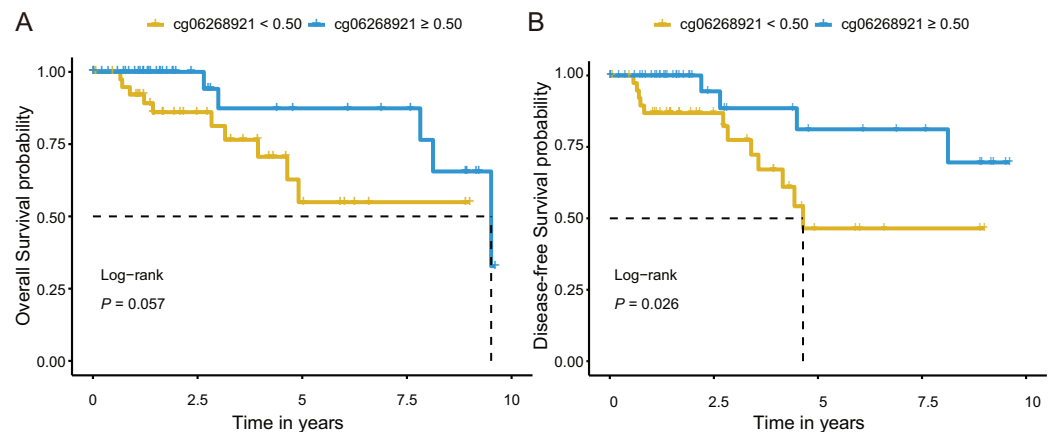 A
cg06268921 < 0.50 cg06268921 ≥ 0.50
Overall Survival probability
1.00
0.75
0.50
0.25
0.00
Log−rank
P = 0.057
0 2.5 5 7.5 10
Time in years
B
cg06268921 < 0.50 cg06268921 ≥ 0.50
Disease-free Survival probability
1.00
0.75
0.50
0.25
0.00
Log−rank
P = 0.026
0 2.5 5 7.5 10
Time in years